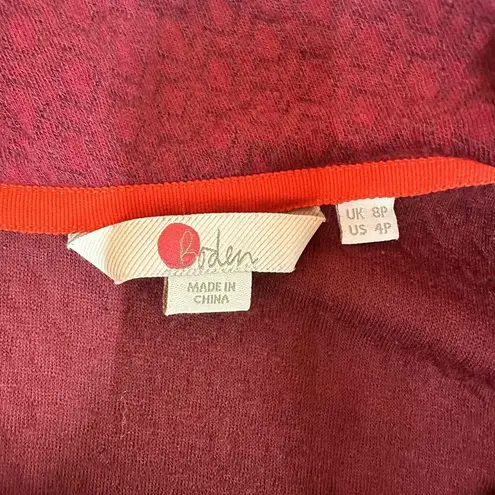 Boden
MADE IN
CHINA
UK 8P
US 4P